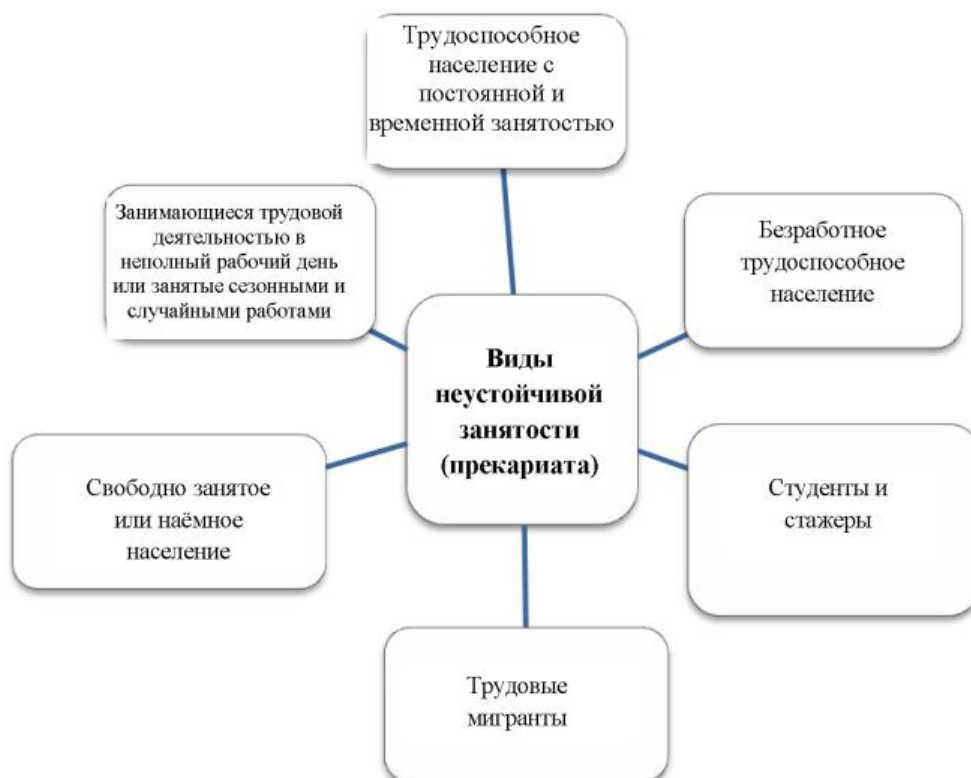 Трудоспособное
население с
постоянной и
временной занятостью
Занимающиеся трудовой
деятельностью в
неполный рабочий день
или занятые сезонными и
случайными работами
Безработное
трудоспособное
население
Виды
неустойчивой
занятости
(прекариата)
Свободно занятое
или наёмное
население
Студенты и
стажеры
Трудовые
мигранты